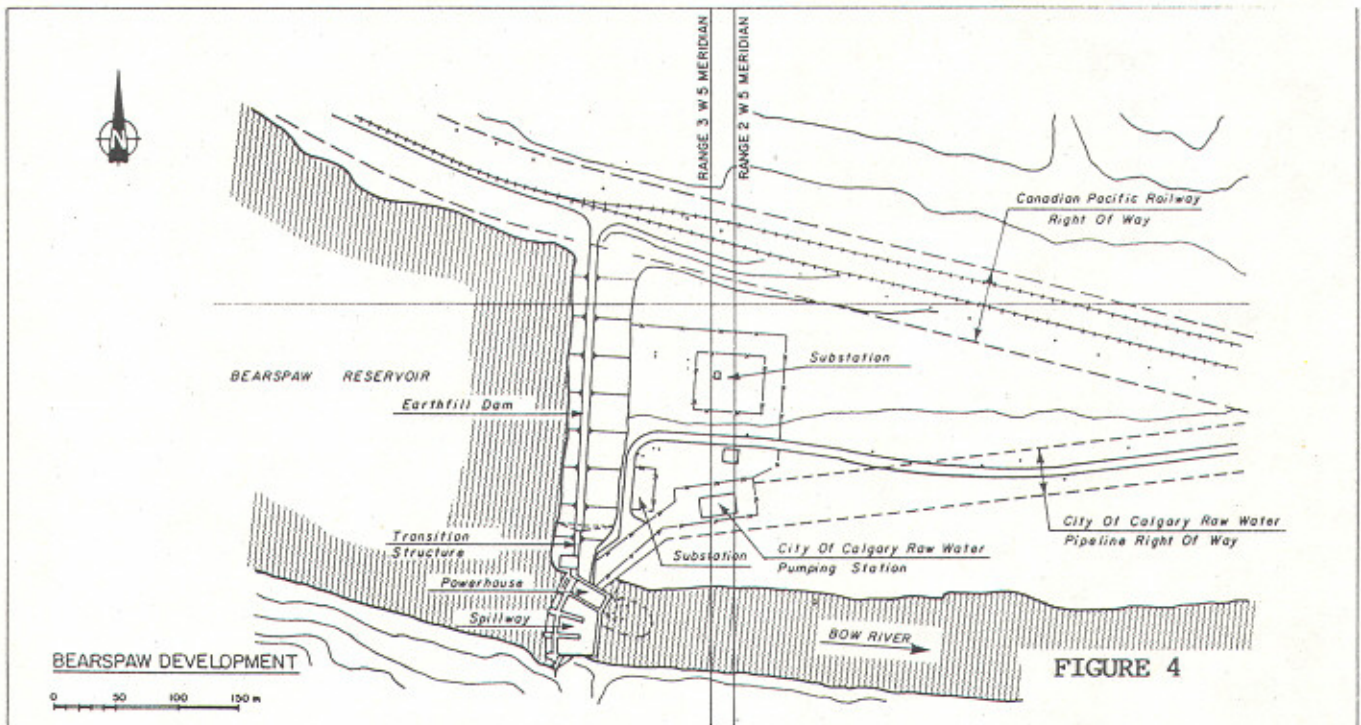 RANGE 3 W5 MERIDIAN
RANGE 2 W5 MERIDIAN
N
Canadian Pacific Railway
Right Of Way
Substation
BEARSPAW RESERVOIR
Earthfill Dam
Transition
Structure
Substation
City Of Calgary Raw Water
Pumping Station
City Of Calgary Raw Water
Pipeline Right Of Way
Powerhouse
Spillway
BOW RIVER
BEARSPAW DEVELOPMENT
FIGURE 4
0 50 100 150 m